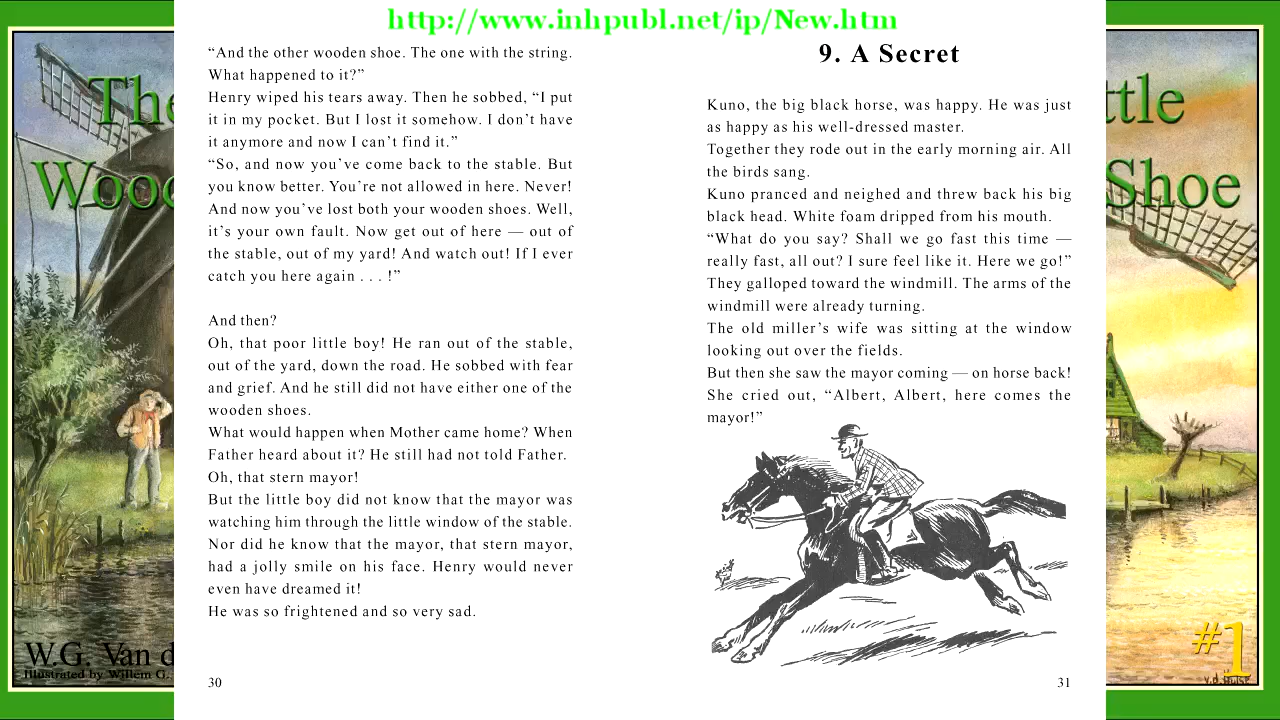 http://www.inhpubl.net/ip/New.htm
The
Wood
W.G. Van d
Illustrated by Willem G.
“And the other wooden shoe. The one with the string.
What happened to it?”
Henry wiped his tears away. Then he sobbed, “I put
it in my pocket. But I lost it somehow. I don’t have
it anymore and now I can’t find it.”
“So, and now you’ve come back to the stable. But
you know better. You’re not allowed in here. Never!
And now you’ve lost both your wooden shoes. Well,
it’s your own fault. Now get out of here — out of
the stable, out of my yard! And watch out! If I ever
catch you here again . . . !”
And then?
Oh, that poor little boy! He ran out of the stable,
out of the yard, down the road. He sobbed with fear
and grief. And he still did not have either one of the
wooden shoes.
What would happen when Mother came home? When
Father heard about it? He still had not told Father.
Oh, that stern mayor!
But the little boy did not know that the mayor was
watching him through the little window of the stable.
Nor did he know that the mayor, that stern mayor,
had a jolly smile on his face. Henry would never
even have dreamed it!
He was so frightened and so very sad.
30
9. A Secret
Kuno, the big black horse, was happy. He was just
as happy as his well-dressed master.
Together they rode out in the early morning air. All
the birds sang.
Kuno pranced and neighed and threw back his big
black head. White foam dripped from his mouth.
“What do you say? Shall we go fast this time —
really fast, all out? I sure feel like it. Here we go!”
They galloped toward the windmill. The arms of the
windmill were already turning.
The old miller’s wife was sitting at the window
looking out over the fields.
But then she saw the mayor coming — on horse back!
She cried out, “Albert, Albert, here comes the
mayor!”
31
ttle
Shoe
#1